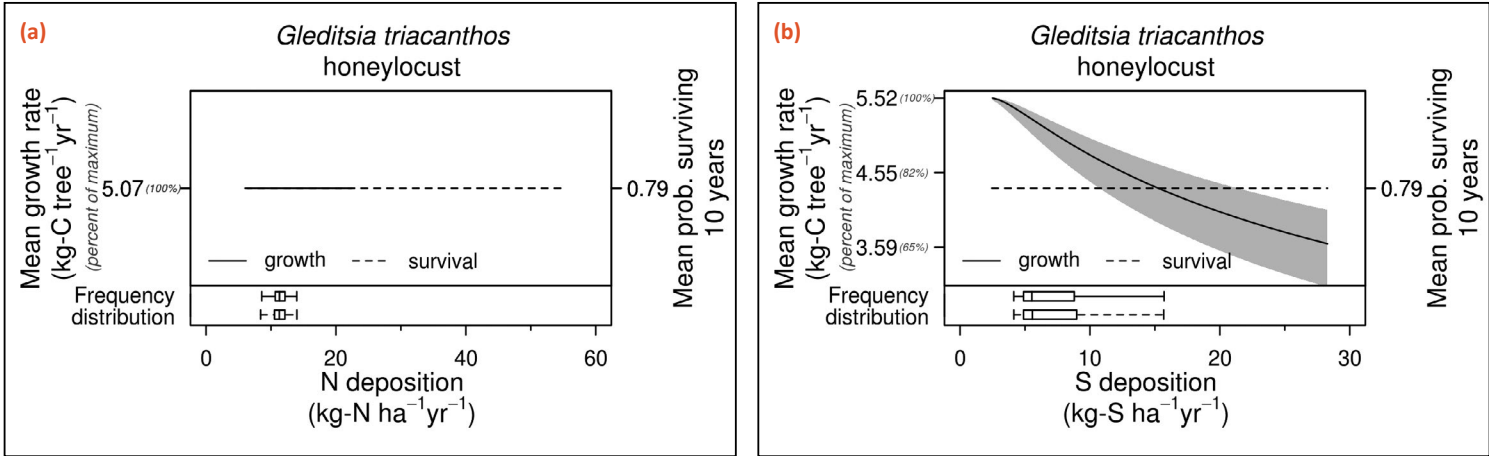 (a)
Gleditsia triacanthos
honeylocust
Mean growth rate
(kg-C tree⁻¹yr⁻¹)
(percent of maximum)
5.07 (100%)
0.79
Mean prob. surviving
10 years
growth
survival
Frequency
distribution
0 20 40 60
N deposition
(kg-N ha⁻¹yr⁻¹)
(b)
Gleditsia triacanthos
honeylocust
Mean growth rate
(kg-C tree⁻¹yr⁻¹)
(percent of maximum)
5.52 (100%)
4.55 (82%)
3.59 (65%)
0.79
Mean prob. surviving
10 years
growth
survival
Frequency
distribution
0 10 20 30
S deposition
(kg-S ha⁻¹yr⁻¹)